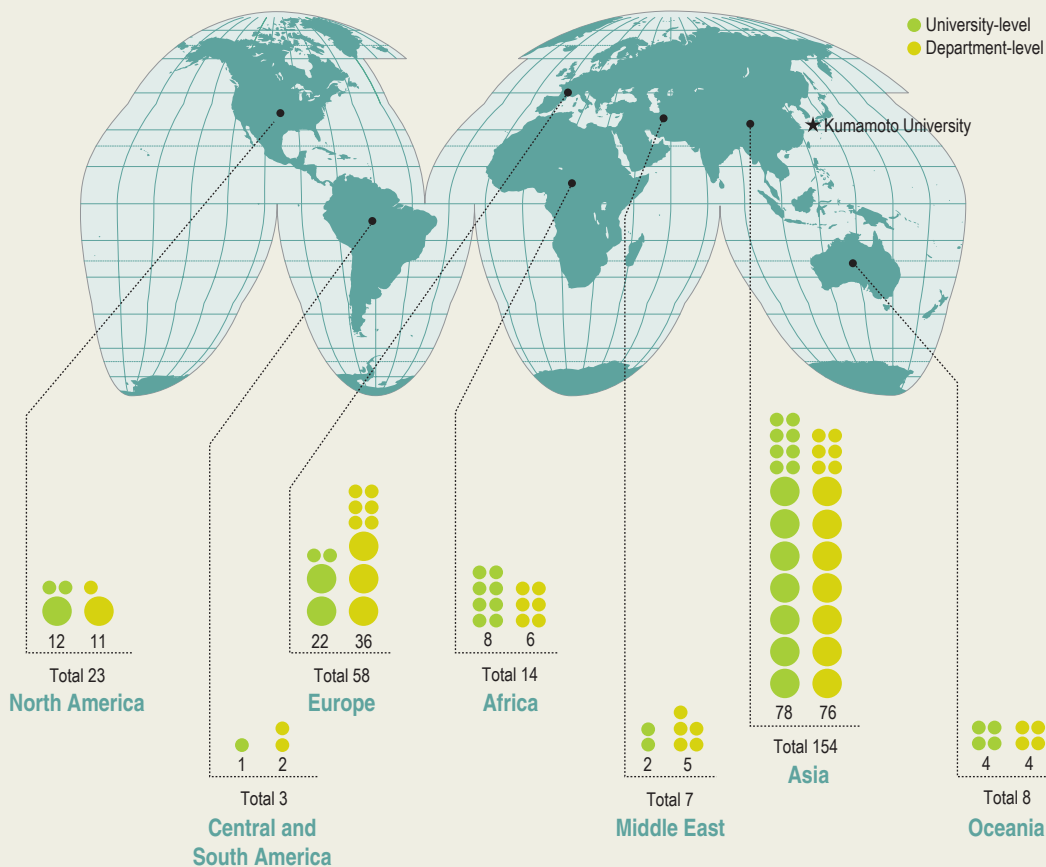 University-level
Department-level
Kumamoto University
12 11
Total 23
North America
1 2
Total 3
Central and
South America
22 36
Total 58
Europe
8 6
Total 14
Africa
2 5
Total 7
Middle East
78 76
Total 154
Asia
4 4
Total 8
Oceania